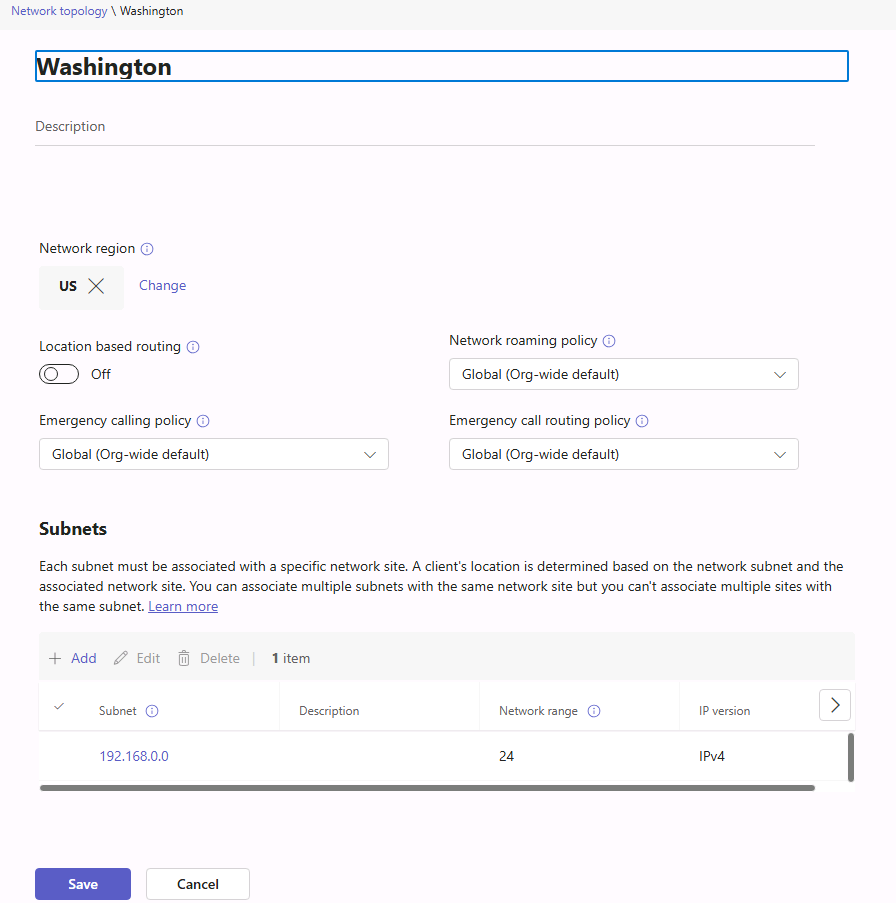 Network topology \ Washington
Washington
Description
Network region
US Change
Location based routing
Off
Network roaming policy
Global (Org-wide default)
Emergency calling policy
Global (Org-wide default)
Emergency call routing policy
Global (Org-wide default)
Subnets
Each subnet must be associated with a specific network site. A client's location is determined based on the network subnet and the
associated network site. You can associate multiple subnets with the same network site but you can't associate multiple sites with
the same subnet. Learn more
+ Add Edit Delete | 1 item
Subnet Description Network range IP version
192.168.0.0 24 IPv4
Save Cancel